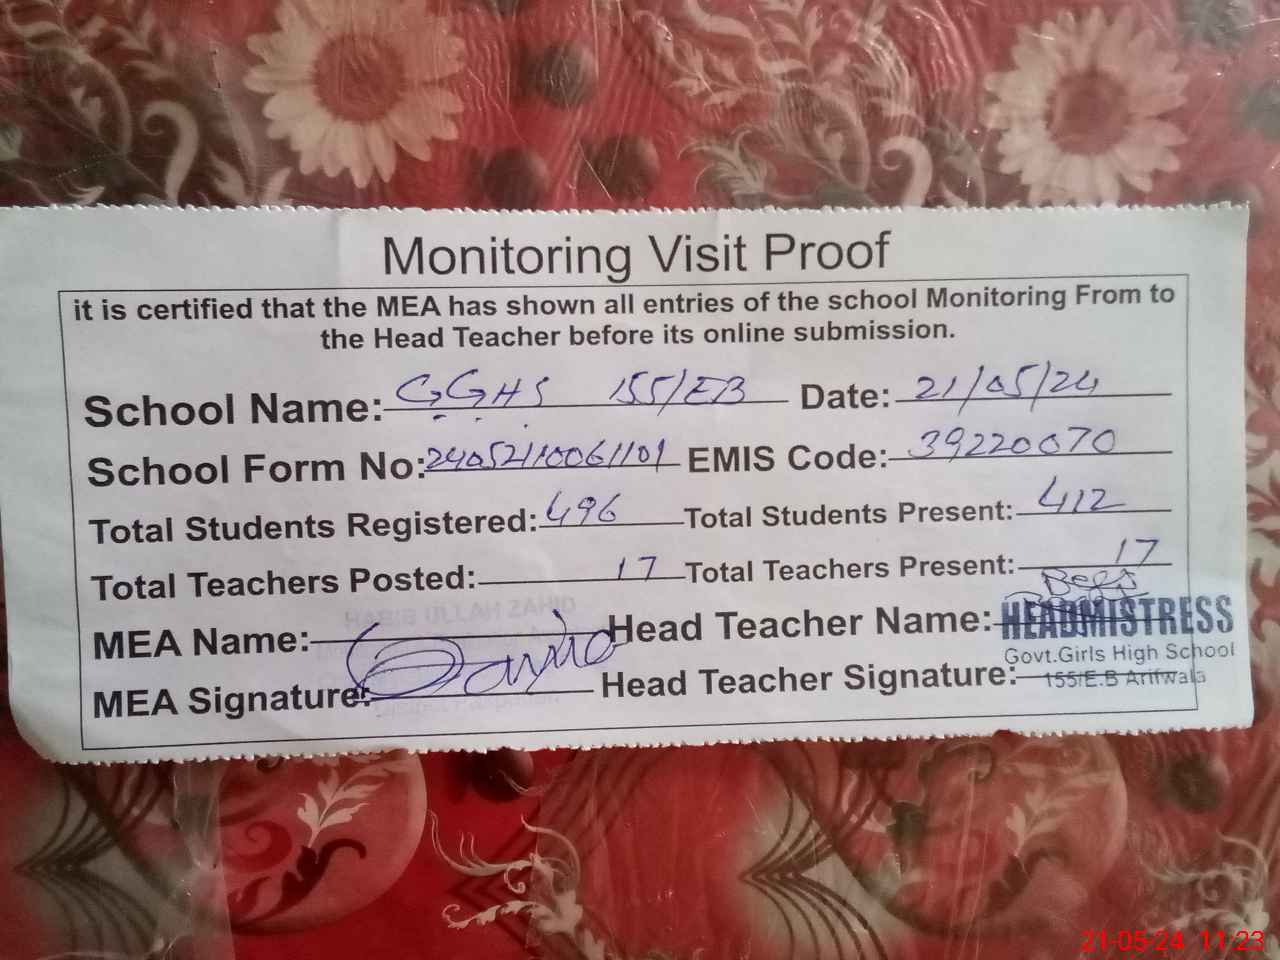 Monitoring Visit Proof
it is certified that the MEA has shown all entries of the school Monitoring From to
the Head Teacher before its online submission.
School Name: GGHS 155/EB Date: 21/05/24
School Form No: 24052110061101 EMIS Code: 39220070
Total Students Registered: 496 Total Students Present: 412
Total Teachers Posted: 17 Total Teachers Present: 17
HABIB ULLAH ZAHID
MEA Name: Head Teacher Name: HEADMISTRESS
Govt.Girls High School
MEA Signature: Head Teacher Signature: 155/E.B Arifwala
21-05-24 11:23